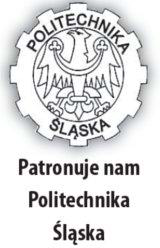 POLITECHNIKA
ŚLĄSKA
Patronuje nam
Politechnika
Śląska